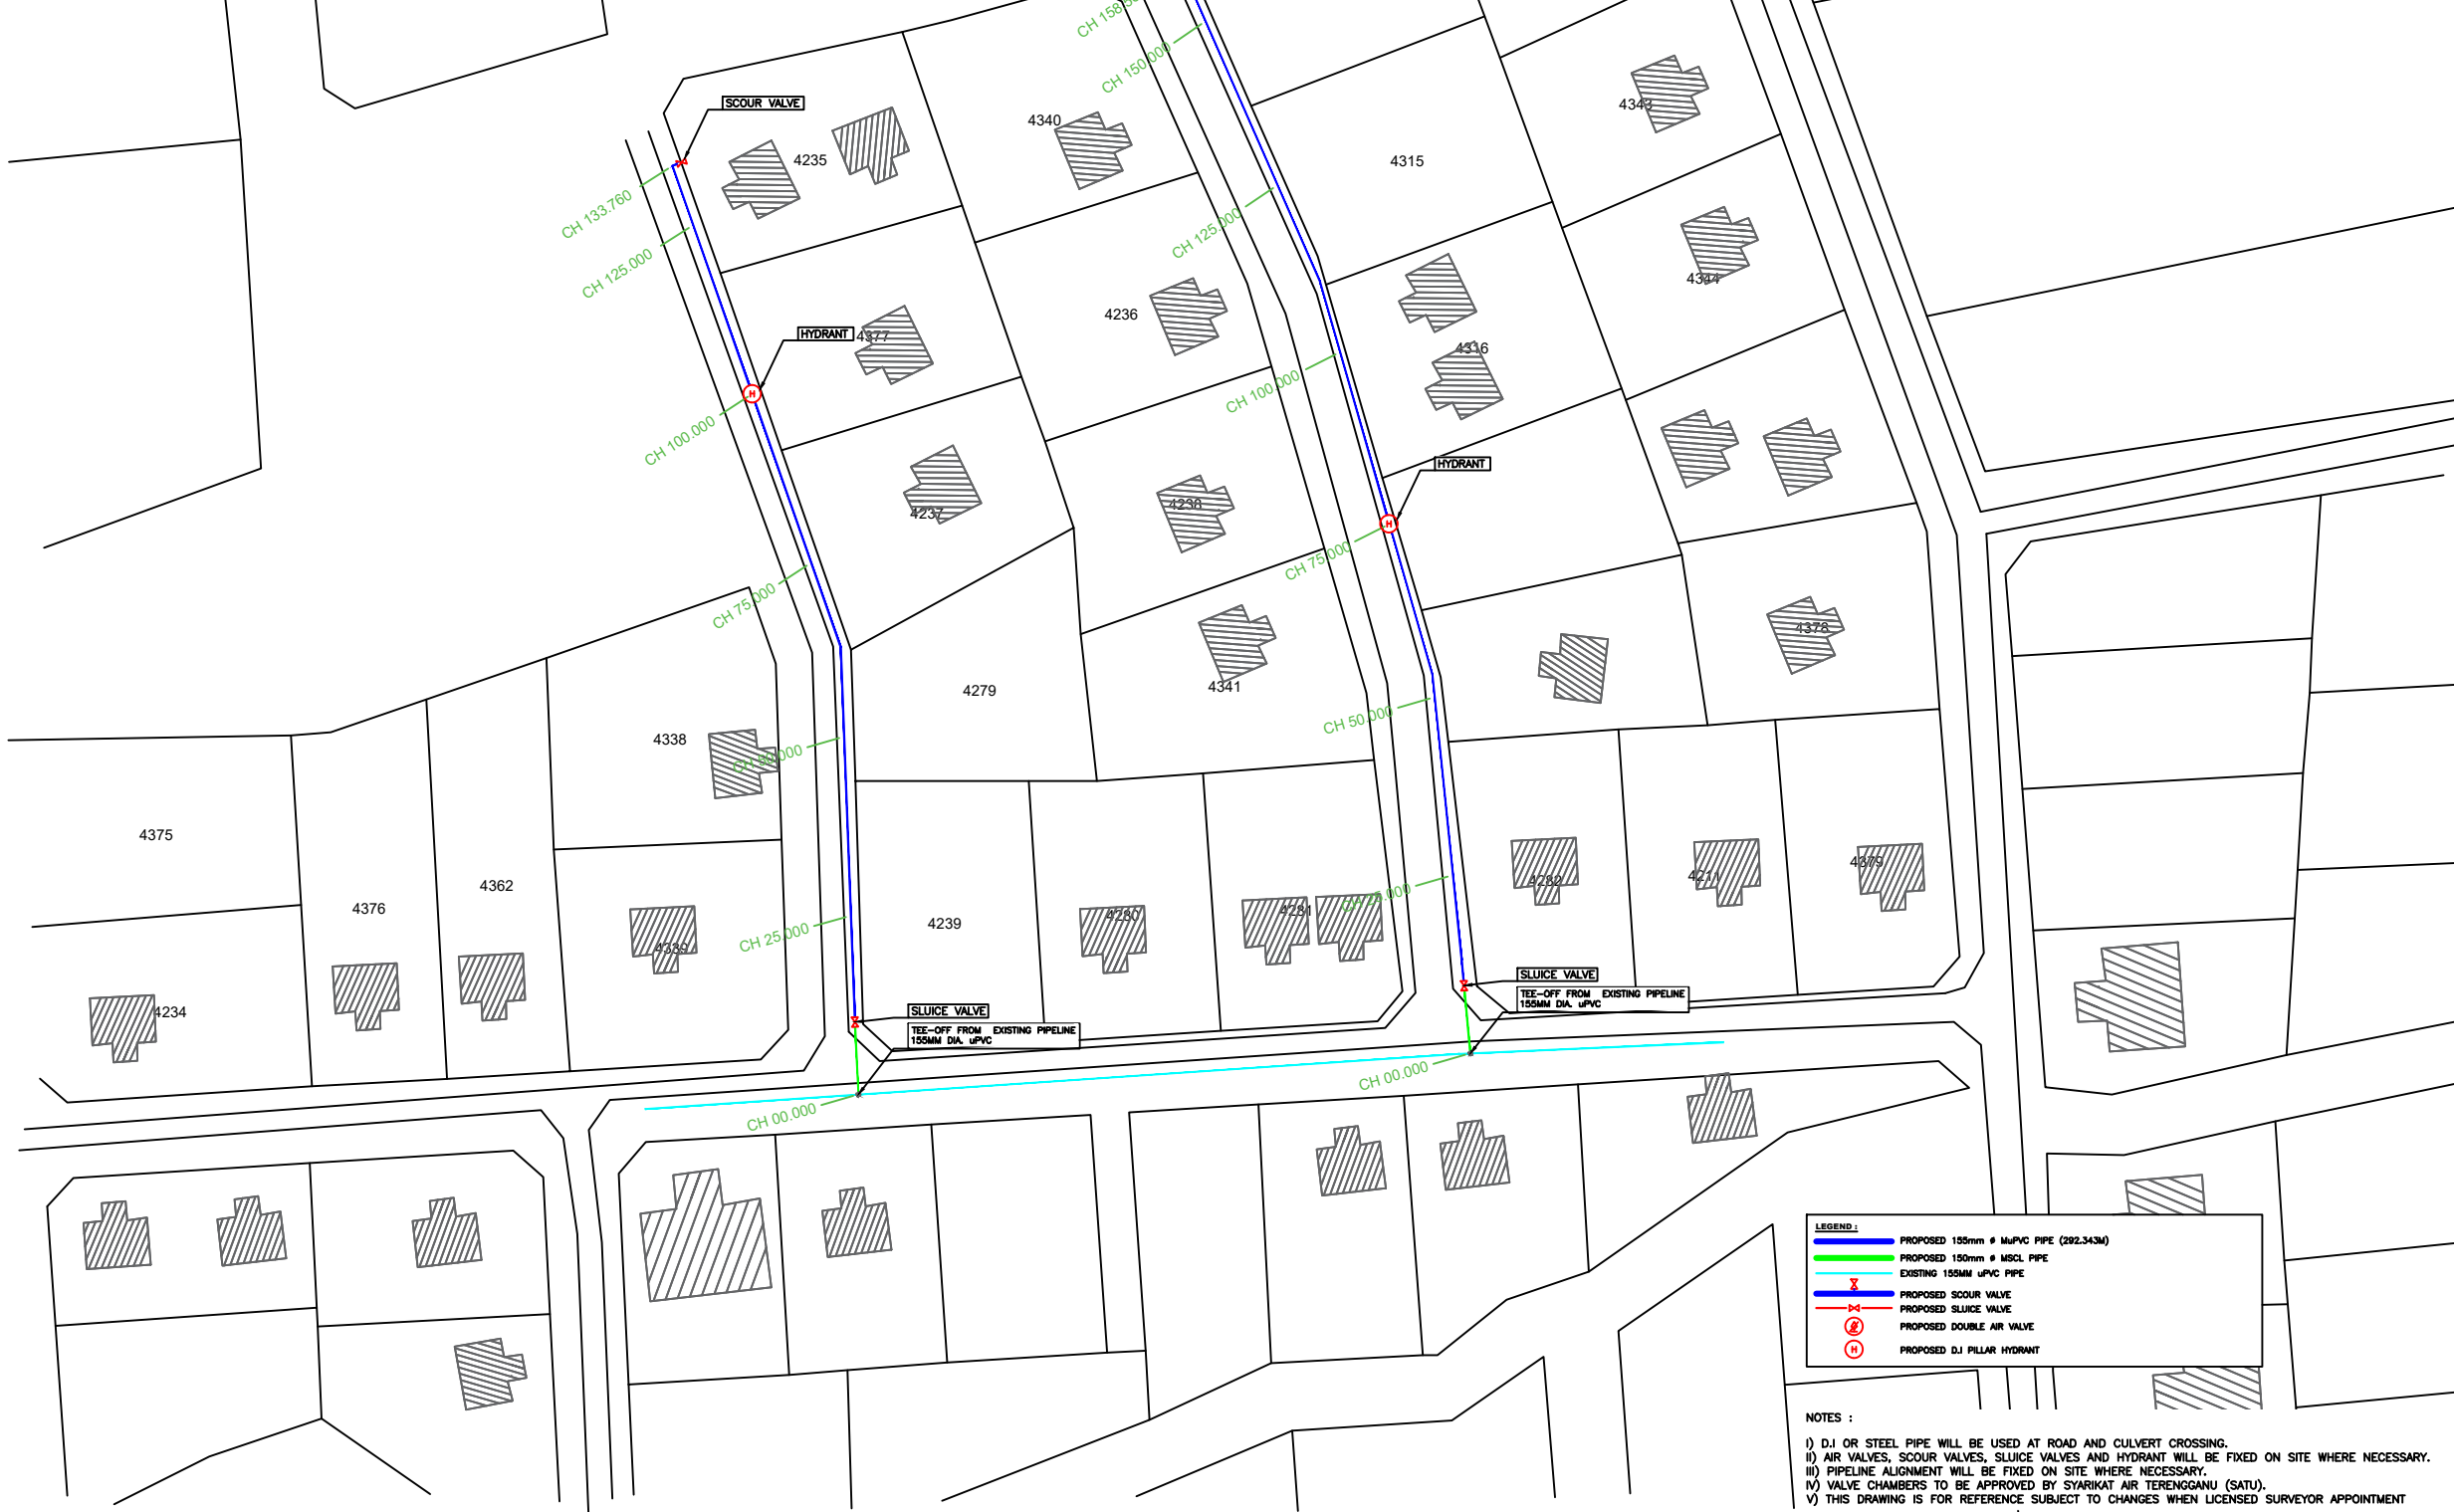 CH 158.5
CH 150.000
SCOUR VALVE
4340
4343
4235
4315
CH 133.760
CH 125.000
CH 125.000
4344
4236
HYDRANT
4377
4316
CH 100.000
CH 100.000
HYDRANT
4238
4237
CH 75.000
CH 75.000
4378
4279
4341
CH 50.000
4338
4375
4379
4282
4211
4362
4376
4280
4281
4239
CH 25.000
4339
4234
SLUICE VALVE
TEE-OFF FROM EXISTING PIPELINE
155MM DIA. uPVC
SLUICE VALVE
TEE-OFF FROM EXISTING PIPELINE
155MM DIA. uPVC
CH 00.000
CH 00.000
LEGEND :
PROPOSED 155mm ø MuPVC PIPE (292.343M)
PROPOSED 150mm ø MSCL PIPE
EXISTING 155MM uPVC PIPE
PROPOSED SCOUR VALVE
PROPOSED SLUICE VALVE
PROPOSED DOUBLE AIR VALVE
H PROPOSED D.I PILLAR HYDRANT
NOTES :
I) D.I OR STEEL PIPE WILL BE USED AT ROAD AND CULVERT CROSSING.
II) AIR VALVES, SCOUR VALVES, SLUICE VALVES AND HYDRANT WILL BE FIXED ON SITE WHERE NECESSARY.
III) PIPELINE ALIGNMENT WILL BE FIXED ON SITE WHERE NECESSARY.
IV) VALVE CHAMBERS TO BE APPROVED BY SYARIKAT AIR TERENGGANU (SATU).
V) THIS DRAWING IS FOR REFERENCE SUBJECT TO CHANGES WHEN LICENSED SURVEYOR APPOINTMENT